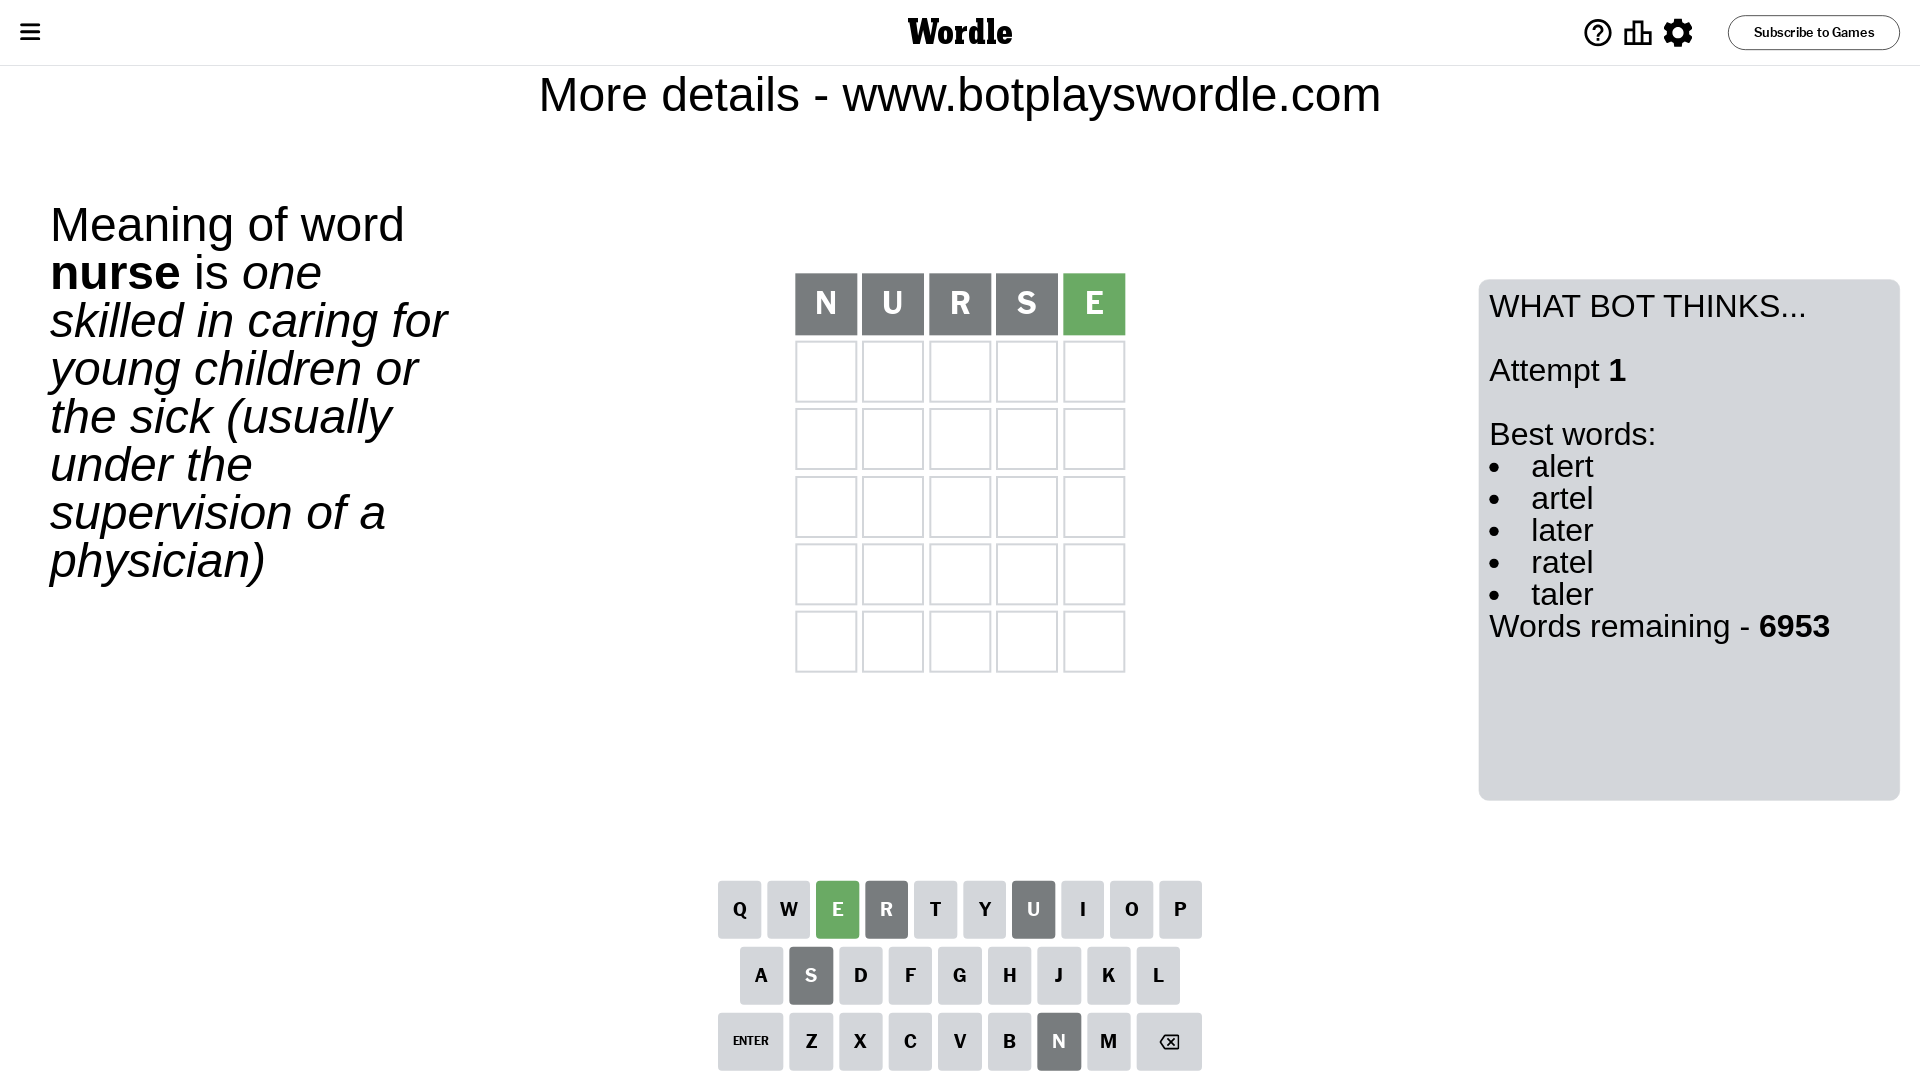 Wordle
Subscribe to Games
More details - www.botplayswordle.com
Meaning of word
nurse is one
skilled in caring for
young children or
the sick (usually
under the
supervision of a
physician)
N U R S E
WHAT BOT THINKS...
Attempt 1
Best words:
• alert
• artel
• later
• ratel
• taler
Words remaining - 6953
Q W E R T Y U I O P
A S D F G H J K L
ENTER Z X C V B N M